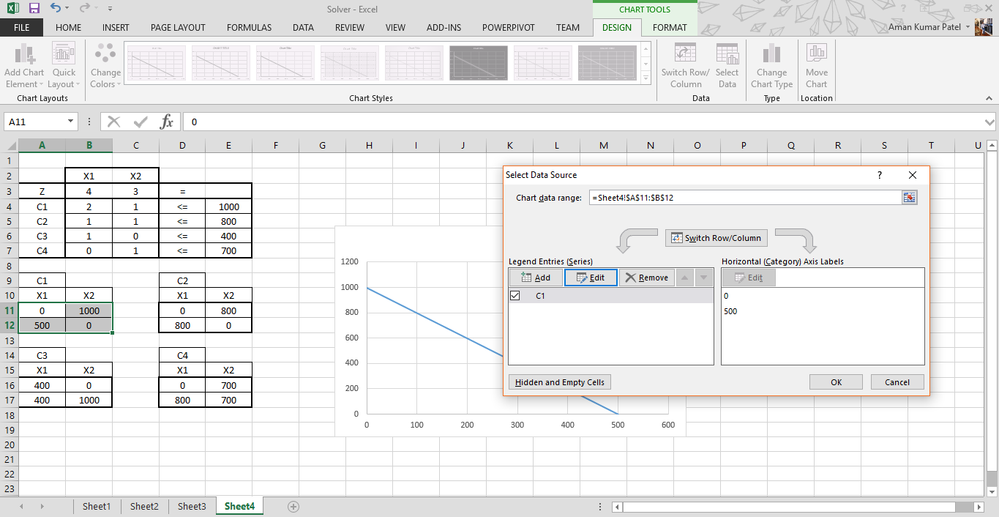 Solver - Excel
CHART TOOLS
FILE HOME INSERT PAGE LAYOUT FORMULAS DATA REVIEW VIEW ADD-INS POWERPIVOT TEAM DESIGN FORMAT Aman Kumar Patel
Add Chart Element
Quick Layout
Change Colors
Switch Row/ Column
Select Data
Change Chart Type
Move Chart
Chart Layouts Chart Styles Data Type Location
A11 fx 0
A B C D E F G H I J K L M N O P Q R S T U
1
2 X1 X2
3 Z 4 3 =
4 C1 2 1 <= 1000
5 C2 1 1 <= 800
6 C3 1 0 <= 400
7 C4 0 1 <= 700
8
9 C1 C2
10 X1 X2 X1 X2
11 0 1000 0 800
12 500 0 800 0
13
14 C3 C4
15 X1 X2 X1 X2
16 400 0 0 700
17 400 1000 800 700
18
19
20
21
22
23
1200
1000
800
600
400
200
0
0 100 200 300 400 500 600
Select Data Source ?
Chart data range: =Sheet4!$A$11:$B$12
Switch Row/Column
Legend Entries (Series) Horizontal (Category) Axis Labels
Add Edit Remove Edit
C1 0
500
Hidden and Empty Cells OK Cancel
Sheet1 Sheet2 Sheet3 Sheet4